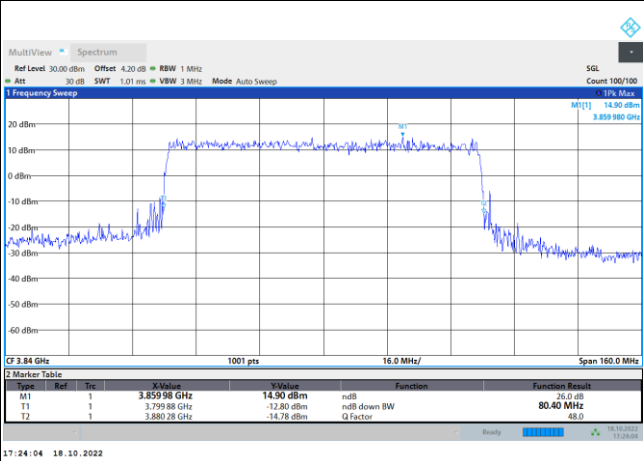 MultiView Spectrum
Ref Level 30.00 dBm Offset 4.20 dB RBW 1 MHz SGL
Att 30 dB SWT 1.01 ms VBW 3 MHz Mode Auto Sweep Count 100/100
1 Frequency Sweep 1Pk Max
M1[1] 14.90 dBm
3.859 980 GHz
M1
20 dBm
10 dBm
0 dBm
-10 dBm
-20 dBm
-30 dBm
-40 dBm
-50 dBm
-60 dBm
CF 3.84 GHz 1001 pts 16.0 MHz/ Span 160.0 MHz
2 Marker Table
Type Ref Trc X-Value Y-Value Function Function Result
M1 1 3.859 98 GHz 14.90 dBm ndB 26.0 dB
T1 1 3.799 88 GHz -12.80 dBm ndB down BW 80.40 MHz
T2 1 3.880 28 GHz -14.78 dBm Q Factor 48.0
Ready 18.10.2022
17:24:04
17:24:04 18.10.2022